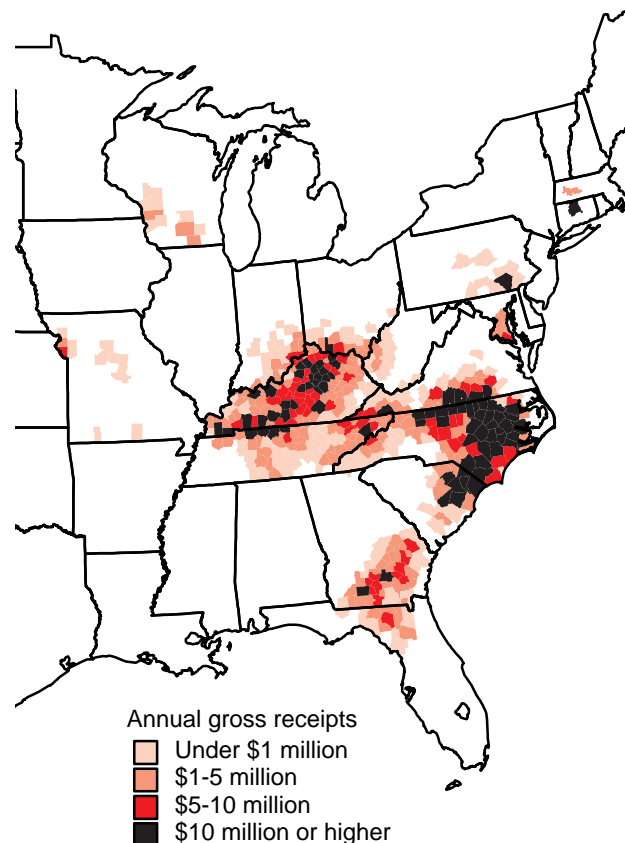 Annual gross receipts
Under $1 million
$1-5 million
$5-10 million
$10 million or higher